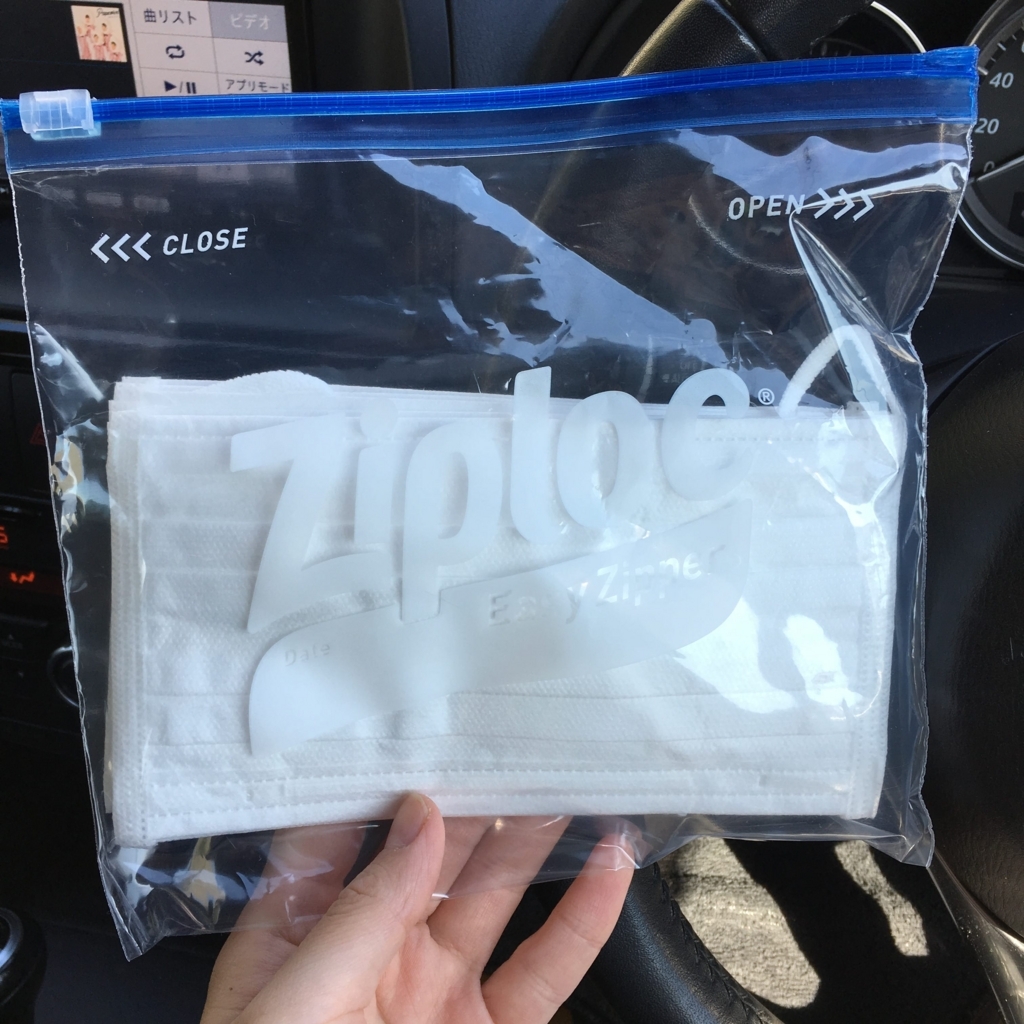 曲リスト
ビデオ
アプリモード
40
20
0
<<< CLOSE
OPEN >>>
Ziploc®
Easy Zipper
Date